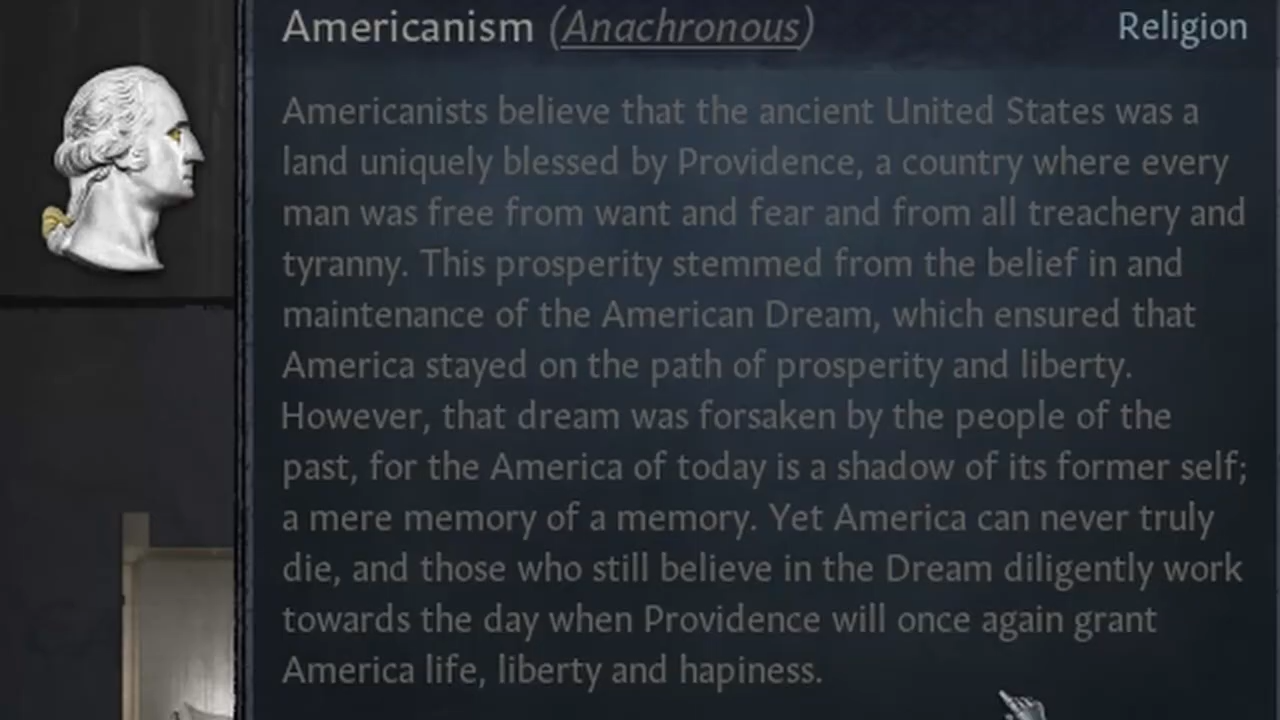 Americanism (Anachronous)
Religion
Americanists believe that the ancient United States was a
land uniquely blessed by Providence, a country where every
man was free from want and fear and from all treachery and
tyranny. This prosperity stemmed from the belief in and
maintenance of the American Dream, which ensured that
America stayed on the path of prosperity and liberty.
However, that dream was forsaken by the people of the
past, for the America of today is a shadow of its former self;
a mere memory of a memory. Yet America can never truly
die, and those who still believe in the Dream diligently work
towards the day when Providence will once again grant
America life, liberty and hapiness.